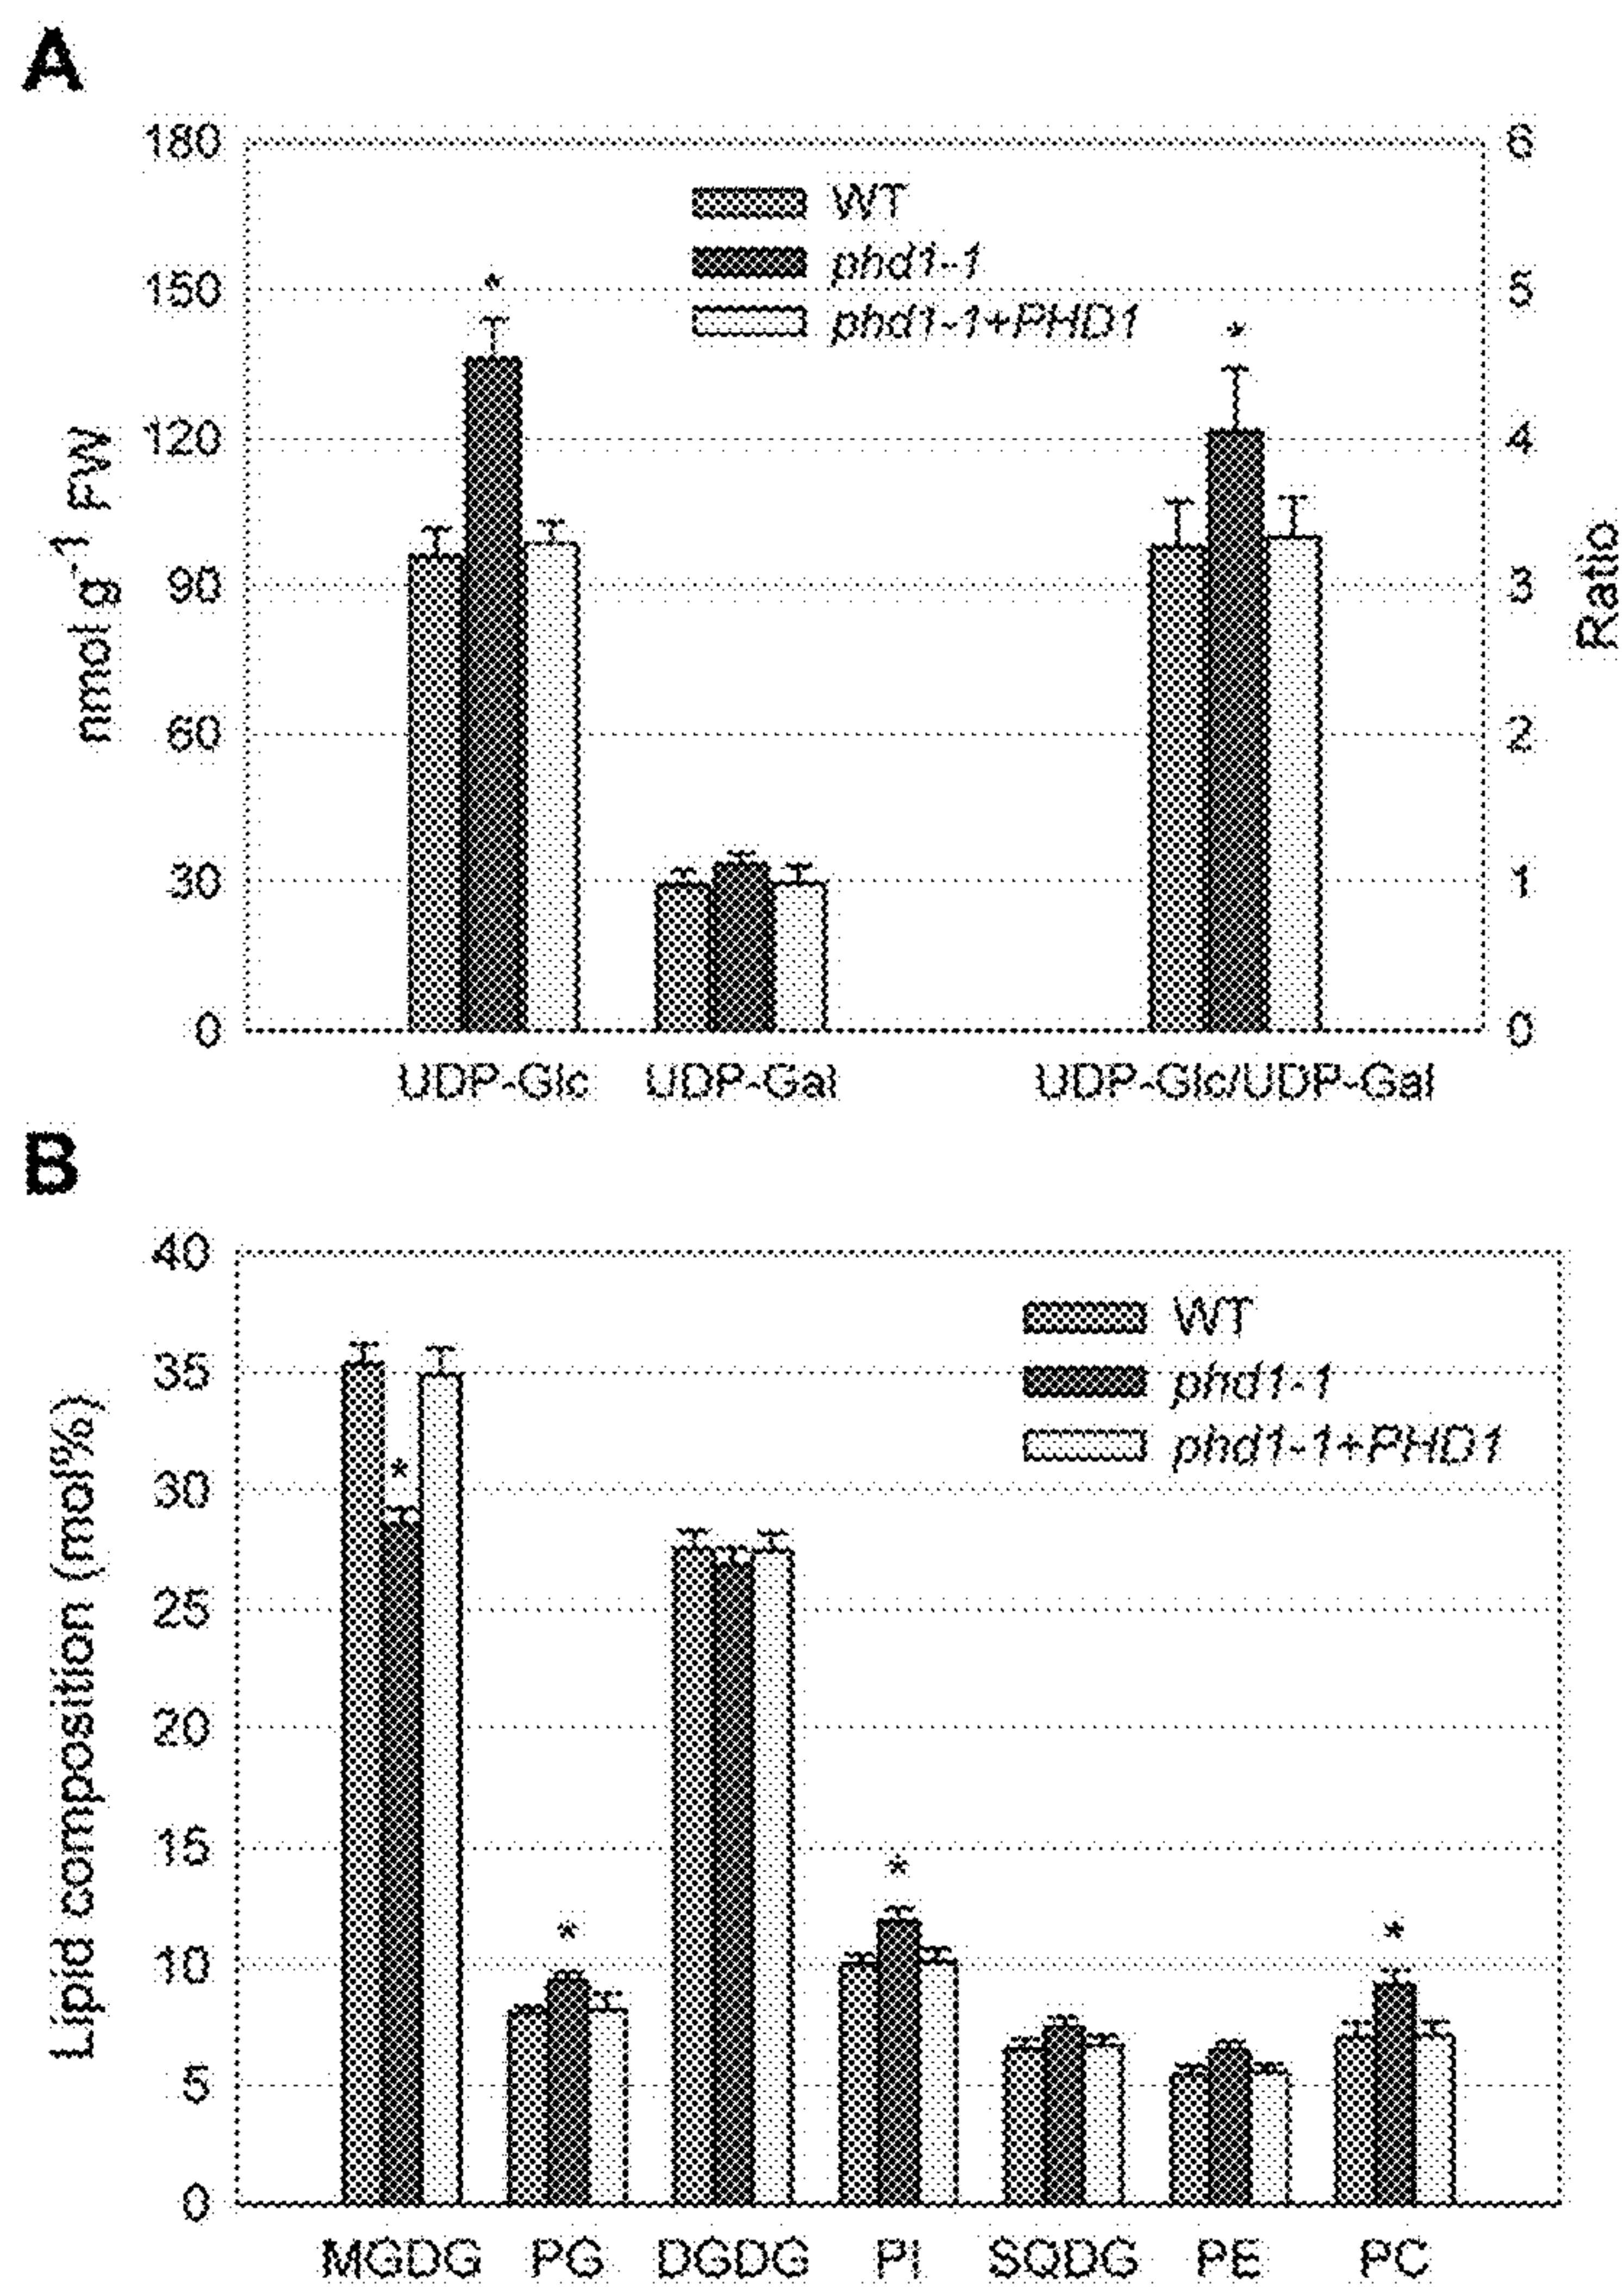 A
180
150
120
90
60
30
0
nmol g-1 FW
6
5
4
3
2
1
0
Ratio
WT
phd1-1
phd1-1+PHD1
*
*
UDP-Glc UDP-Gal UDP-Glc/UDP-Gal
B
40
35
30
25
20
15
10
5
0
Lipid composition (mol%)
WT
phd1-1
phd1-1+PHD1
*
*
*
*
MGDG PG DGDG PI SQDG PE PC